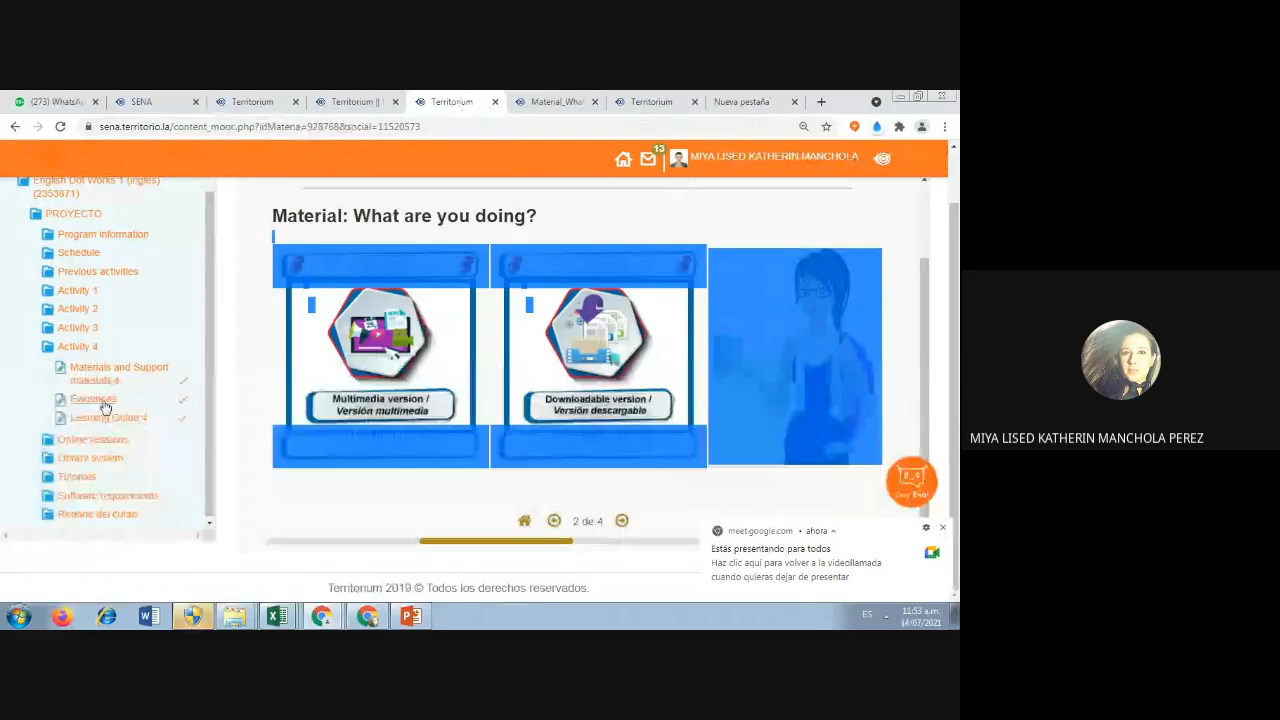 (273) WhatsA
SENA
Territorium
Territorium ||
Territorium
Material_What
Territorium
Nueva pestaña
sena.territorio.la/content_mooc.php?idMateria=928768&social=11520573
13
MIYA LISED KATHERIN MANCHOLA
English Dot Works 1 (inglés)
(2353871)
PROYECTO
Program information
Schedule
Previous activities
Activity 1
Activity 2
Activity 3
Activity 4
Materials and Support
materials 4
Evidences
Learning Guide 4
Online sessions
Library system
Tutorials
Software requirements
Material: What are you doing?
Multimedia version /
Versión multimedia
Downloadable version /
Versión descargable
2 de 4
meet.google.com • ahora
Estás presentando para todos
Haz clic aquí para volver a la videollamada
cuando quieras dejar de presentar
Territorium 2019 © Todos los derechos reservados.
ES
11:53 a.m.
14/07/2021
MIYA LISED KATHERIN MANCHOLA PEREZ